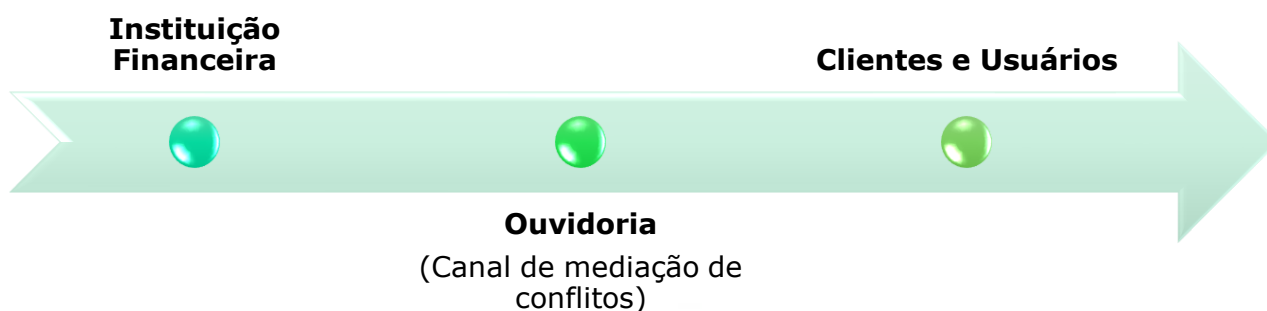 Instituição
Financeira
Clientes e Usuários
Ouvidoria
(Canal de mediação de
conflitos)